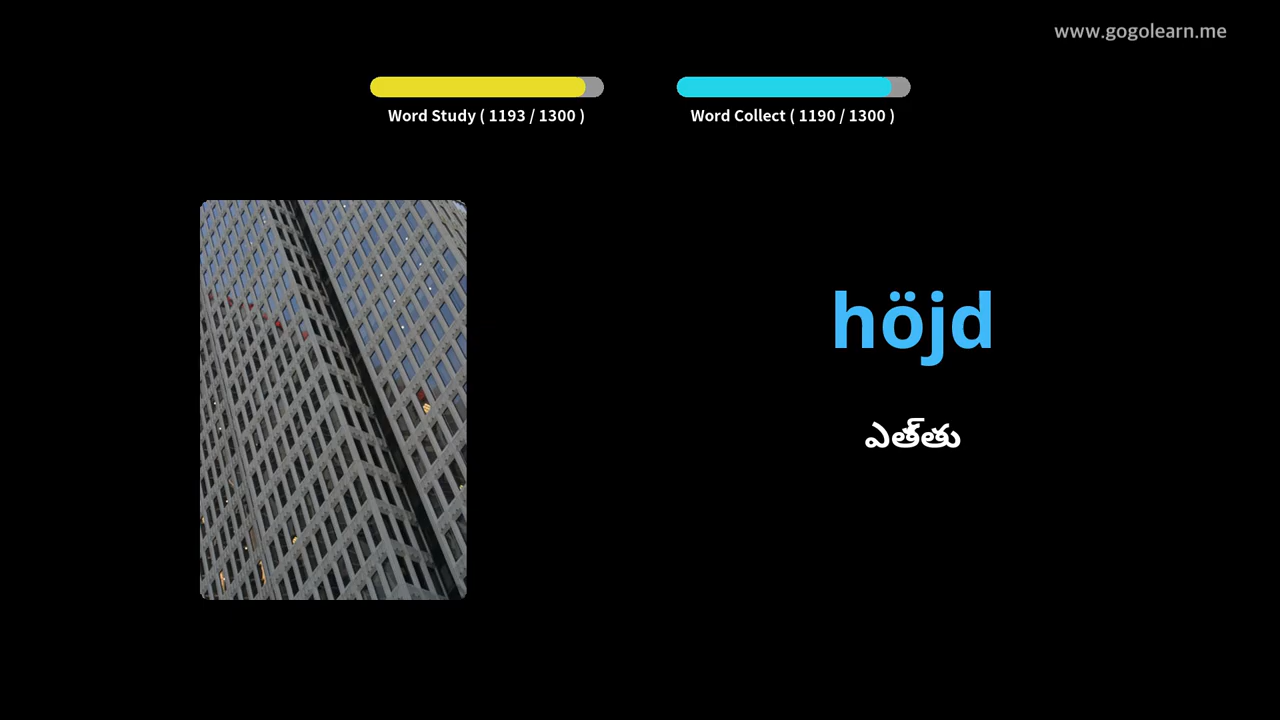 www.gogolearn.me
Word Study ( 1193 / 1300 )
Word Collect ( 1190 / 1300 )
höjd
ఎత్తు